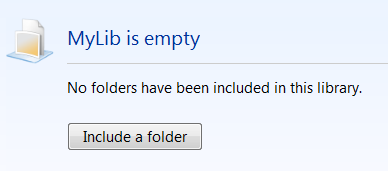 MyLib is empty
No folders have been included in this library.
Include a folder